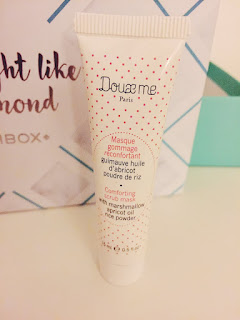 ght like
mond
IBOX
Doux me
Paris
Masque
gommage
réconfortant
guimauve huile
d'abricot
poudre de riz
Comforting
scrub mask
with marshmallow
apricot oil
rice powder